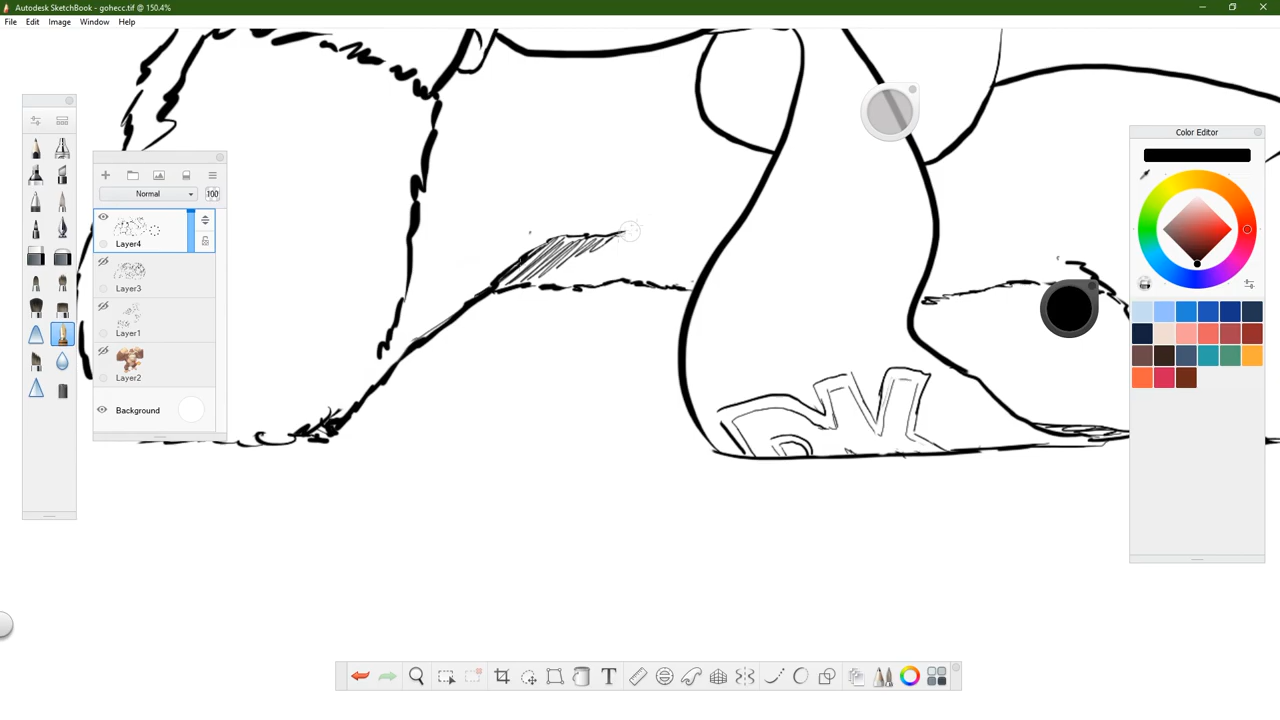 Autodesk SketchBook - gohecc.tif @ 150.4%
File Edit Image Window Help
Normal 100
Layer4
Layer3
Layer1
Layer2
Background
Color Editor
T